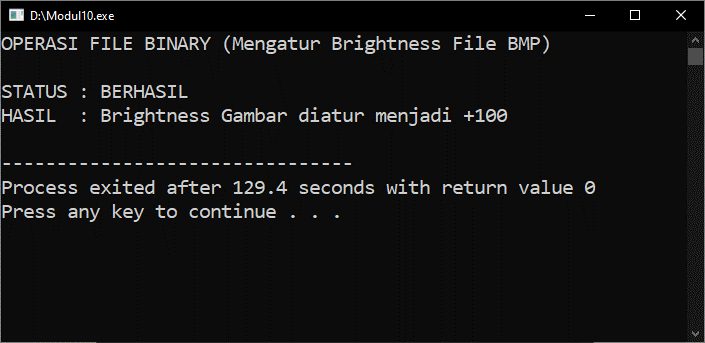 D:\Modul10.exe
OPERASI FILE BINARY (Mengatur Brightness File BMP)
STATUS : BERHASIL
HASIL  : Brightness Gambar diatur menjadi +100
--------------------------------
Process exited after 129.4 seconds with return value 0
Press any key to continue . . .